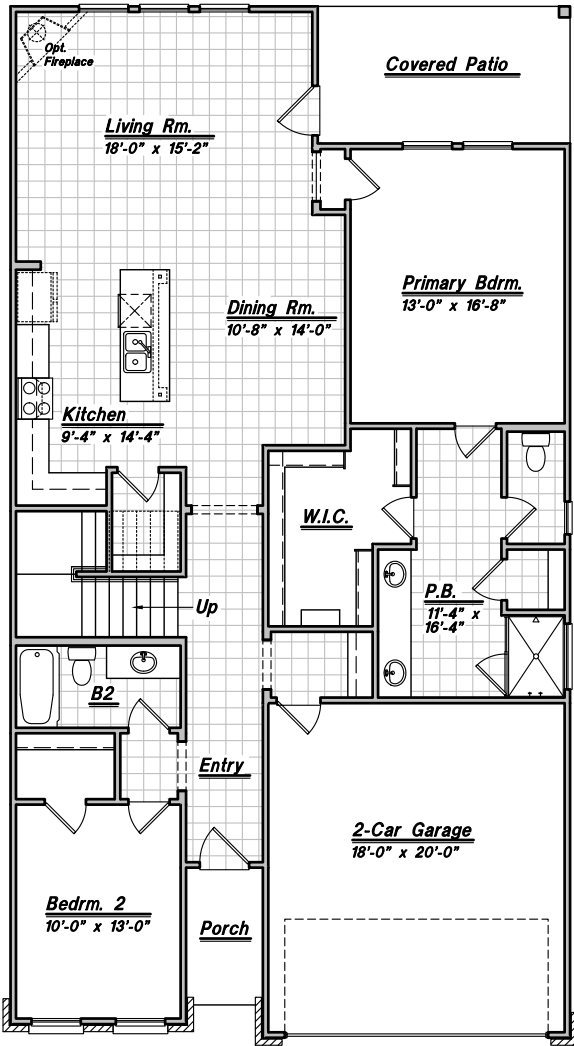 Opt.
Fireplace
Covered Patio
Living Rm.
18'-0" x 15'-2"
Primary Bdrm.
13'-0" x 16'-8"
Dining Rm.
10'-8" x 14'-0"
Kitchen
9'-4" x 14'-4"
W.I.C.
P.B.
11'-4" x
16'-4"
Up
B2
Entry
2-Car Garage
18'-0" x 20'-0"
Bedrm. 2
10'-0" x 13'-0"
Porch